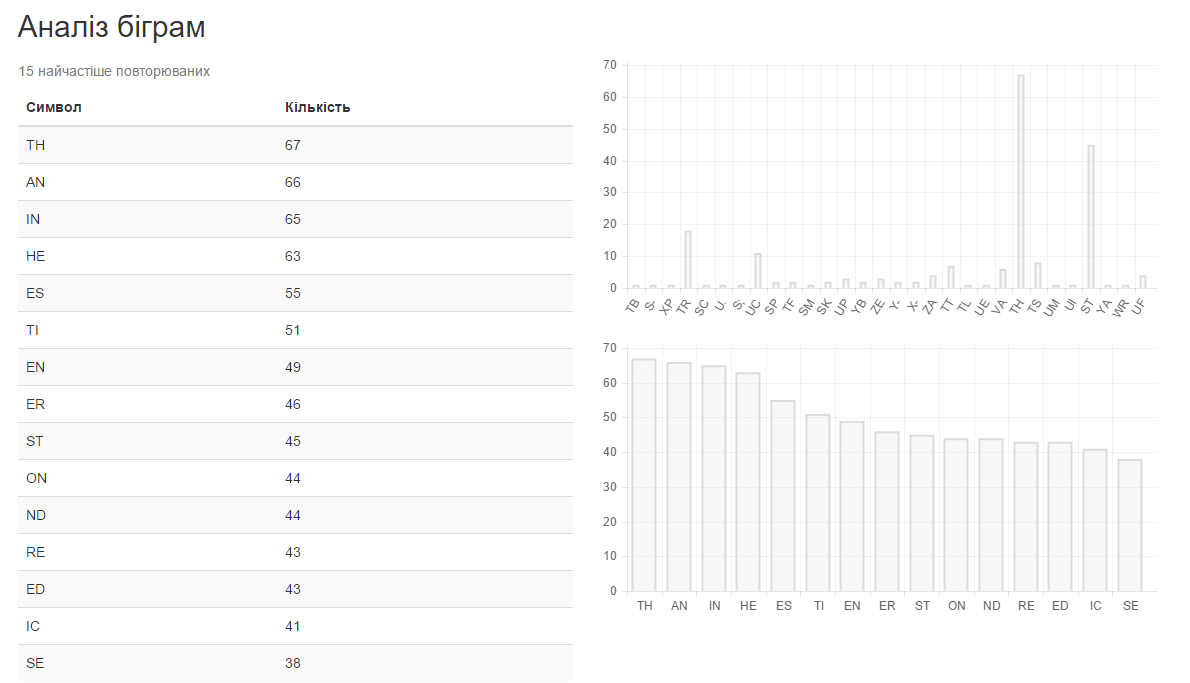 Аналіз біграм
15 найчастіше повторюваних
Символ Кількість
TH 67
AN 66
IN 65
HE 63
ES 55
TI 51
EN 49
ER 46
ST 45
ON 44
ND 44
RE 43
ED 43
IC 41
SE 38
70
60
50
40
30
20
10
0
TB S- XP TR SC U. S. UC SP TF SM SK UP YB ZE Y- X- ZA TT TL UE VA TH TS UM UI ST YA WR UF
70
60
50
40
30
20
10
0
TH AN IN HE ES TI EN ER ST ON ND RE ED IC SE